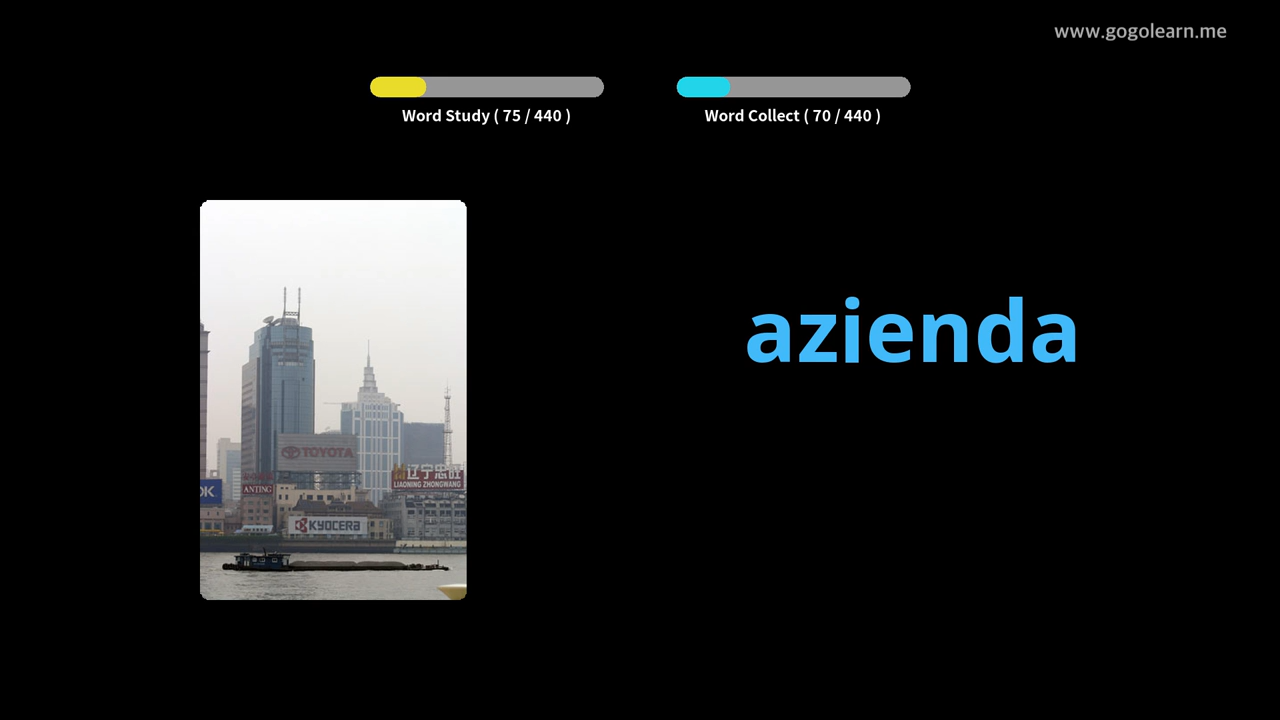 www.gogolearn.me
Word Study ( 75 / 440 )
Word Collect ( 70 / 440 )
azienda
TOYOTA
辽宁忠旺
LIAONING ZHONGWANG
OK
ANTING
KYOCERA